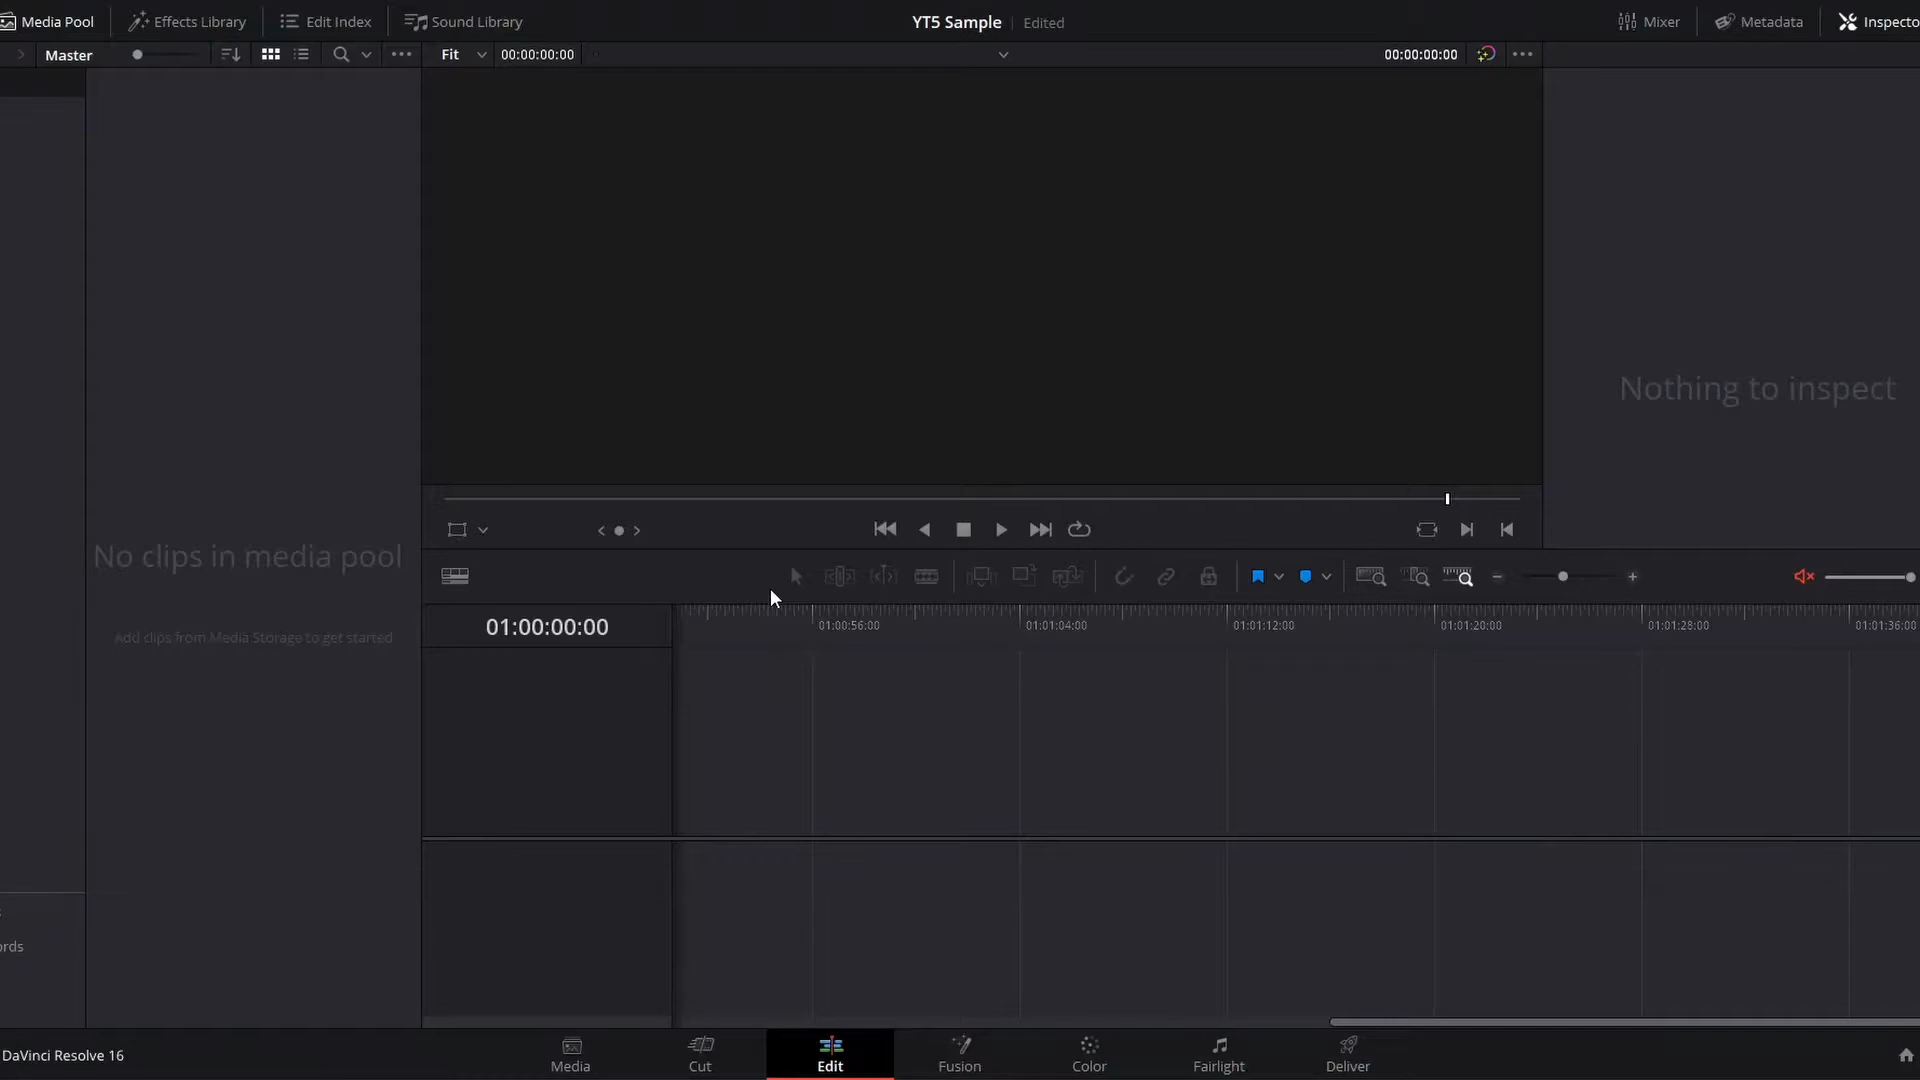 Media Pool
Effects Library
Edit Index
Sound Library
YT5 Sample
Edited
Mixer
Metadata
Inspecto
Master
Fit
00:00:00:00
00:00:00:00
Nothing to inspect
No clips in media pool
Add clips from Media Storage to get started
01:00:00:00
01:00:56:00
01:01:04:00
01:01:12:00
01:01:20:00
01:01:28:00
01:01:36:00
ords
DaVinci Resolve 16
Media
Cut
Edit
Fusion
Color
Fairlight
Deliver